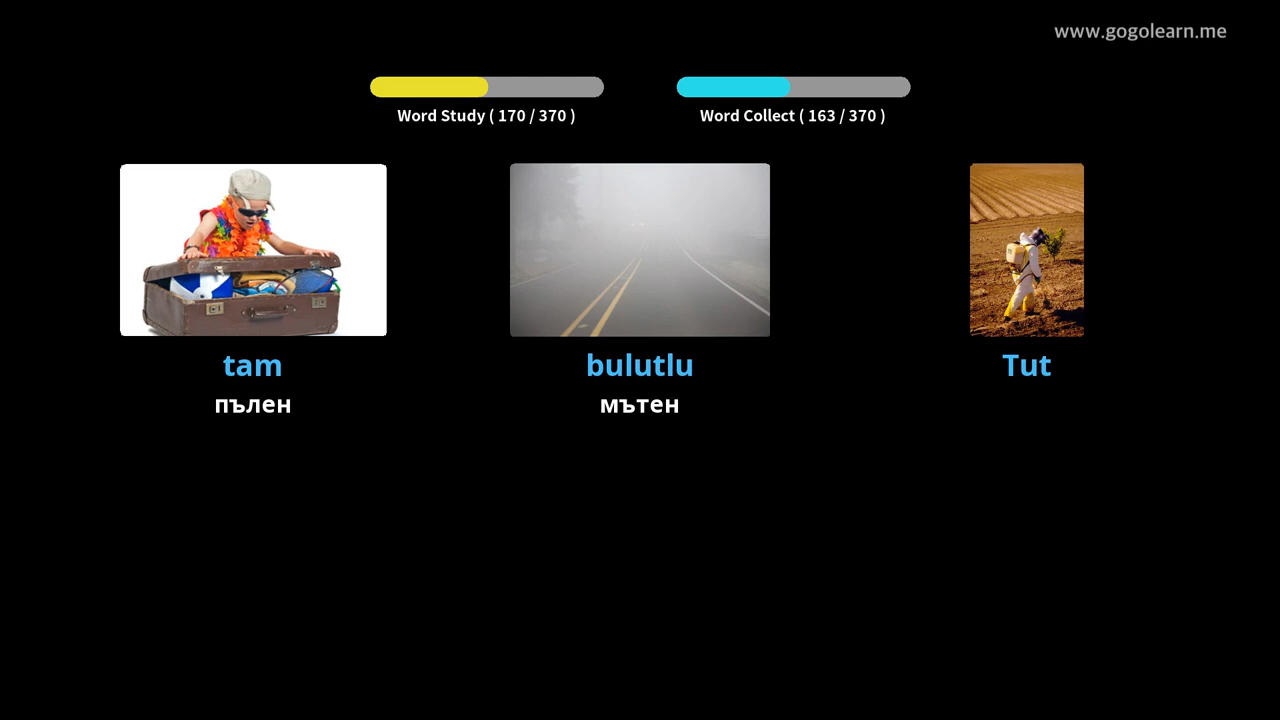 www.gogolearn.me
Word Study ( 170 / 370 )
Word Collect ( 163 / 370 )
tam
bulutlu
Tut
пълен
мътен